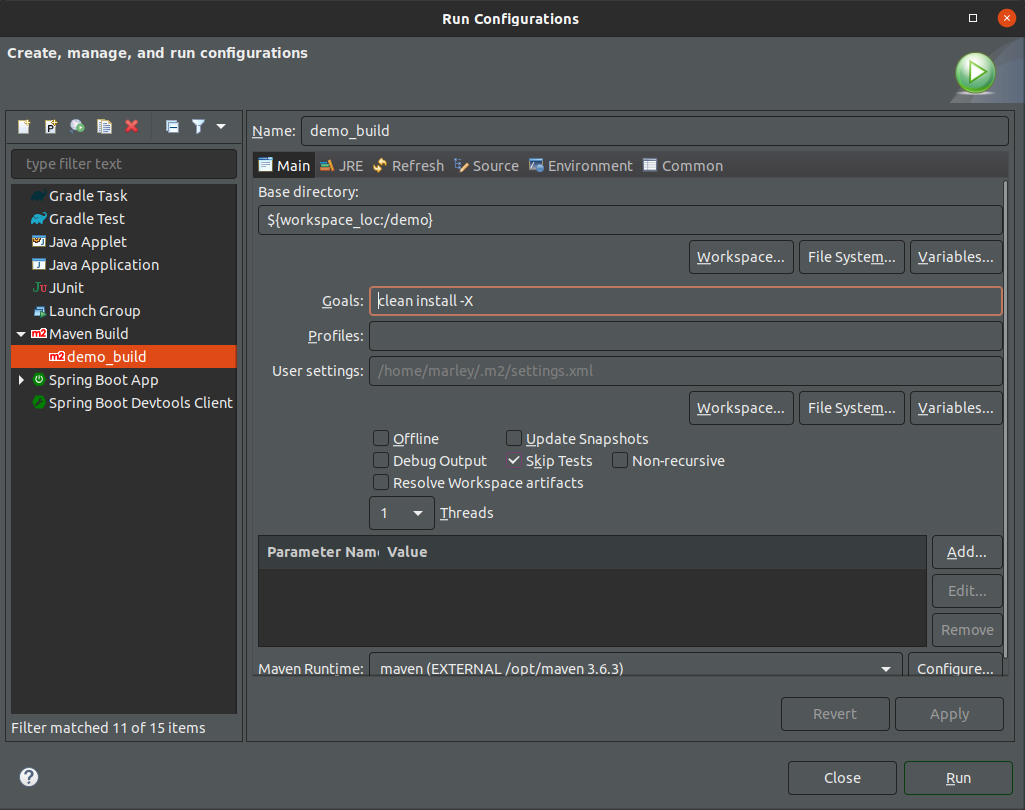 Run Configurations
Create, manage, and run configurations
Name: demo_build
type filter text
Main JRE Refresh Source Environment Common
Gradle Task
Gradle Test
Java Applet
Java Application
JUnit
Launch Group
Maven Build
demo_build
Spring Boot App
Spring Boot Devtools Client
Filter matched 11 of 15 items
Base directory:
${workspace_loc:/demo}
Workspace... File System... Variables...
Goals: clean install -X
Profiles:
User settings: /home/marley/.m2/settings.xml
Workspace... File System... Variables...
Offline Update Snapshots
Debug Output Skip Tests Non-recursive
Resolve Workspace artifacts
1 Threads
Parameter Name Value
Add...
Edit...
Remove
Maven Runtime: maven (EXTERNAL /opt/maven 3.6.3) Configure...
Revert Apply
Close Run